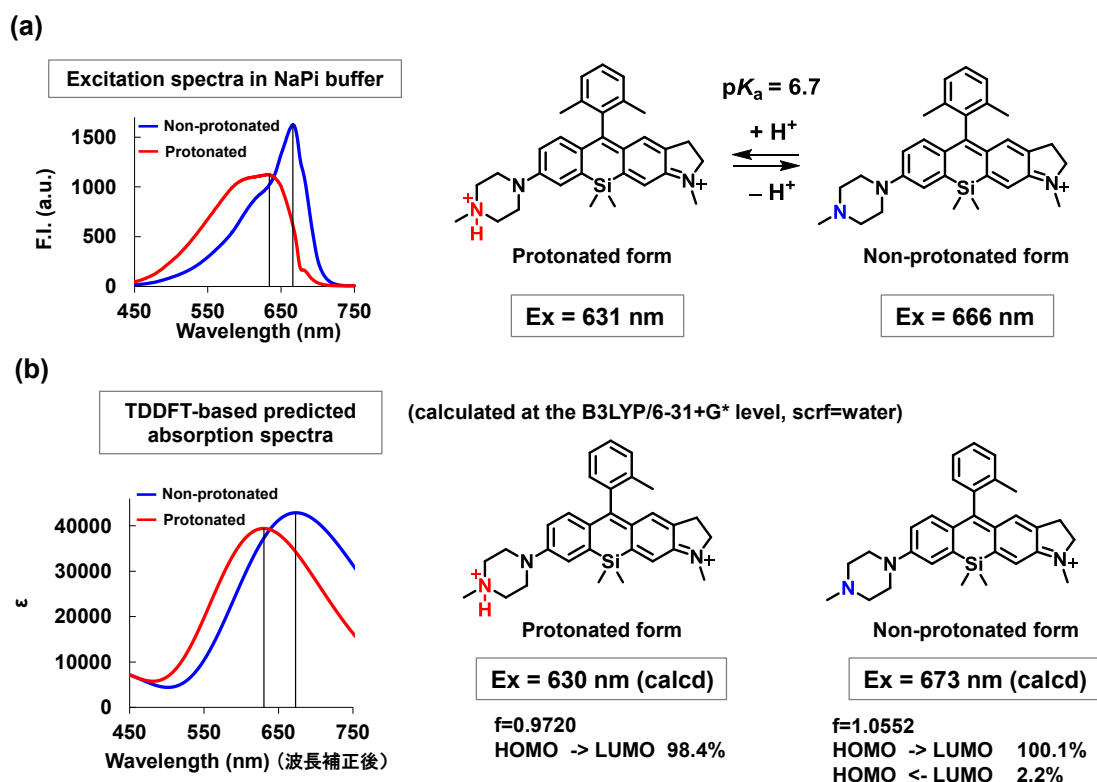 (a)
Excitation spectra in NaPi buffer
Non-protonated
Protonated
1500
1000
500
0
F.I. (a.u.)
450 550 650 750
Wavelength (nm)
pKa = 6.7
+ H+
– H+
Si
N+
N
N+
H
Protonated form
Ex = 631 nm
Si
N+
N
N
Non-protonated form
Ex = 666 nm
(b)
TDDFT-based predicted
absorption spectra
(calculated at the B3LYP/6-31+G* level, scrf=water)
Non-protonated
Protonated
40000
30000
20000
10000
0
ε
450 550 650 750
Wavelength (nm)（波長補正後）
Si
N+
N
N+
H
Protonated form
Ex = 630 nm (calcd)
f=0.9720
HOMO -> LUMO 98.4%
Si
N+
N
N
Non-protonated form
Ex = 673 nm (calcd)
f=1.0552
HOMO -> LUMO 100.1%
HOMO <- LUMO 2.2%